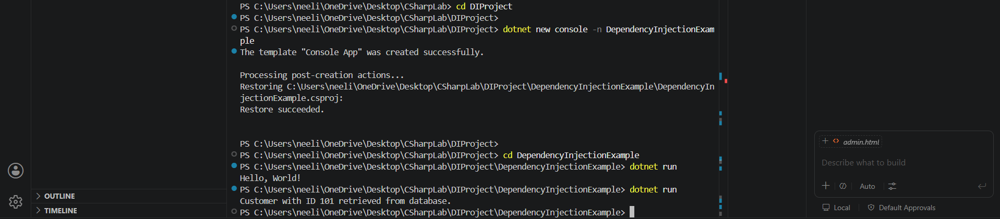 PS C:\Users\neeli\OneDrive\Desktop\CSharpLab> cd DIProject
PS C:\Users\neeli\OneDrive\Desktop\CSharpLab\DIProject>
PS C:\Users\neeli\OneDrive\Desktop\CSharpLab\DIProject> dotnet new console -n DependencyInjectionExam
ple
The template "Console App" was created successfully.
Processing post-creation actions...
Restoring C:\Users\neeli\OneDrive\Desktop\CSharpLab\DIProject\DependencyInjectionExample\DependencyIn
jectionExample.csproj:
Restore succeeded.
PS C:\Users\neeli\OneDrive\Desktop\CSharpLab\DIProject>
PS C:\Users\neeli\OneDrive\Desktop\CSharpLab\DIProject> cd DependencyInjectionExample
PS C:\Users\neeli\OneDrive\Desktop\CSharpLab\DIProject\DependencyInjectionExample> dotnet run
Hello, World!
PS C:\Users\neeli\OneDrive\Desktop\CSharpLab\DIProject\DependencyInjectionExample> dotnet run
Customer with ID 101 retrieved from database.
PS C:\Users\neeli\OneDrive\Desktop\CSharpLab\DIProject\DependencyInjectionExample>
OUTLINE
TIMELINE
admin.html
Describe what to build
Auto
Local
Default Approvals